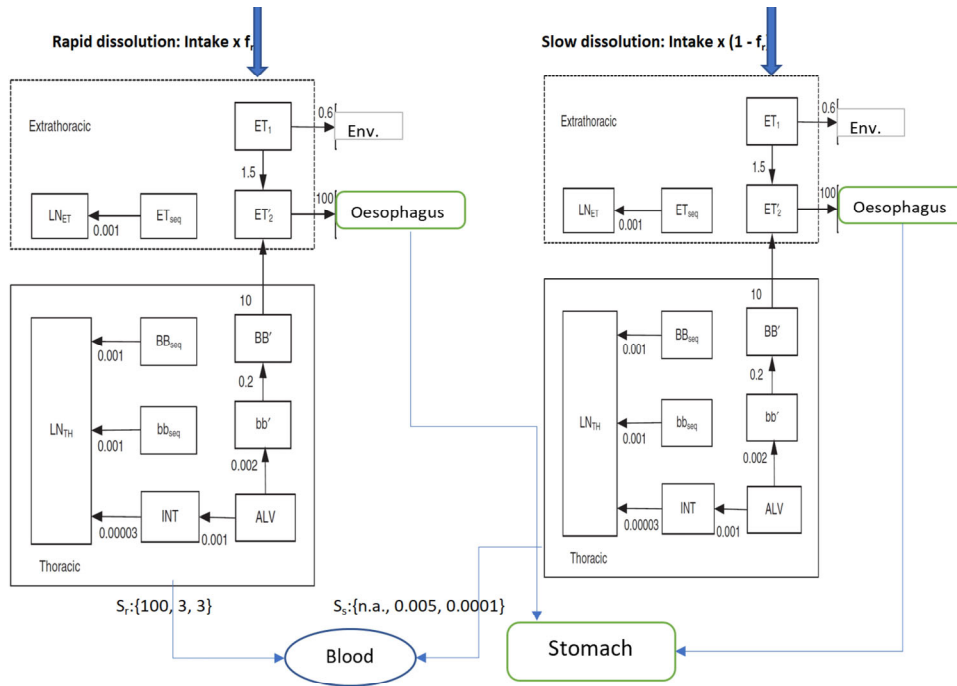 Rapid dissolution: Intake x fr
Slow dissolution: Intake x (1 - fr
Extrathoracic
ET1
0.6
Env.
1.5
LNET
0.001
ETseq
ET′2
100
Oesophagus
10
LNTH
0.001
BBseq
BB′
0.2
0.001
bbseq
bb′
0.002
0.00003
INT
0.001
ALV
Thoracic
Extrathoracic
ET1
0.6
Env.
1.5
LNET
0.001
ETseq
ET′2
100
Oesophagus
10
LNTH
0.001
BBseq
BB′
0.2
0.001
bbseq
bb′
0.002
0.00003
INT
0.001
ALV
Thoracic
Sr:{100, 3, 3}
Ss:{n.a., 0.005, 0.0001}
Blood
Stomach